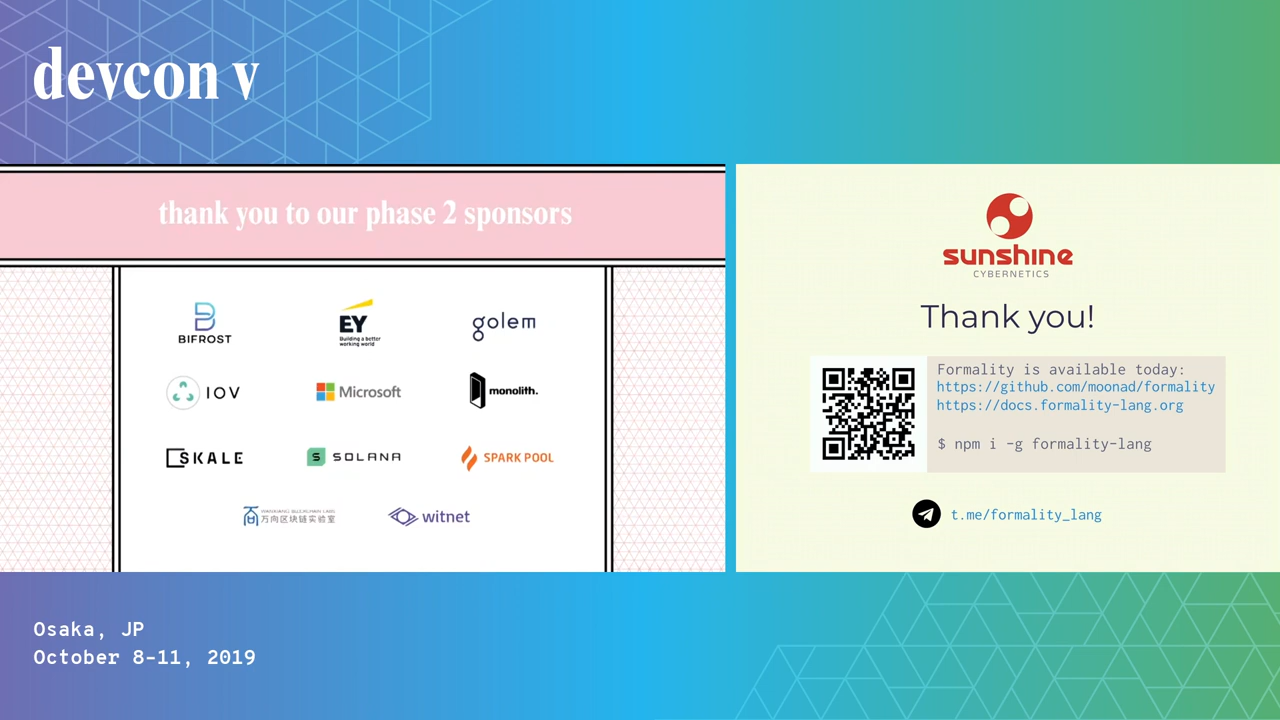 devcon v
thank you to our phase 2 sponsors
BIFROST
EY
Building a better
working world
golem
IOV
Microsoft
monolith.
SKALE
S SOLANA
SPARK POOL
WANXIANG BLOCKCHAIN LABS
万向区块链实验室
witnet
sunshine
CYBERNETICS
Thank you!
Formality is available today:
https://github.com/moonad/formality
https://docs.formality-lang.org
$ npm i -g formality-lang
t.me/formality_lang
Osaka, JP
October 8-11, 2019